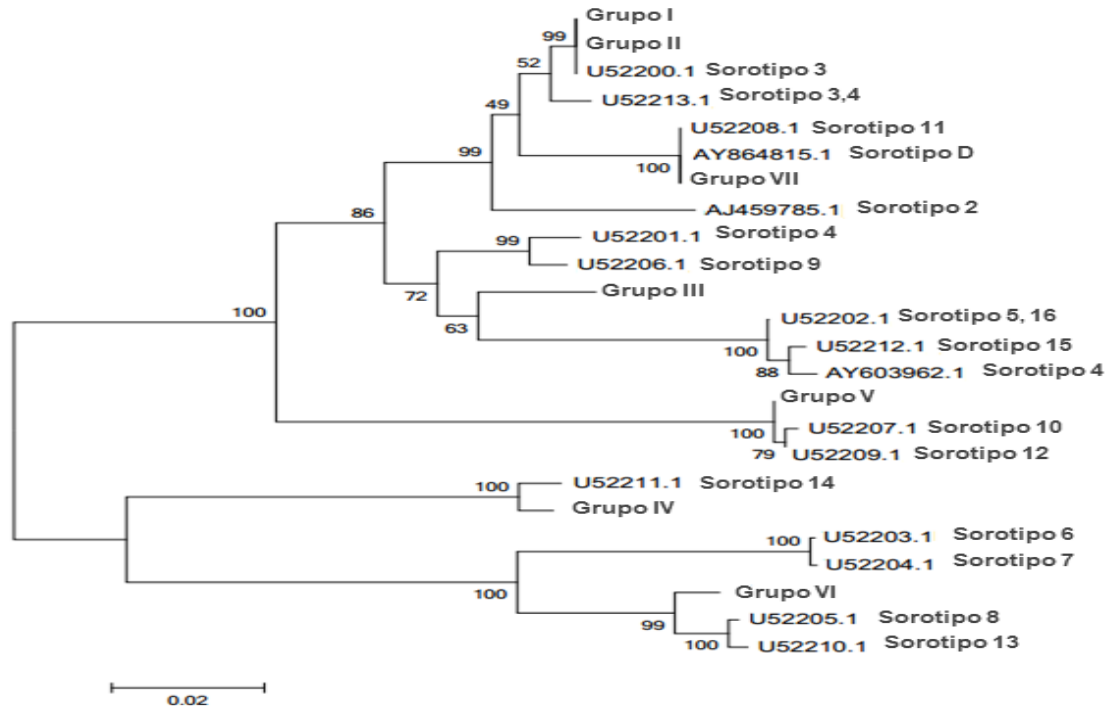 Grupo I
99
Grupo II
52
U52200.1 Sorotipo 3
U52213.1 Sorotipo 3,4
49
U52208.1 Sorotipo 11
99
AY864815.1 Sorotipo D
100
Grupo VII
86
AJ459785.1 Sorotipo 2
99
U52201.1 Sorotipo 4
U52206.1 Sorotipo 9
72
Grupo III
100
63
U52202.1 Sorotipo 5, 16
100
U52212.1 Sorotipo 15
88
AY603962.1 Sorotipo 4
Grupo V
100
U52207.1 Sorotipo 10
79
U52209.1 Sorotipo 12
100
U52211.1 Sorotipo 14
Grupo IV
100
U52203.1 Sorotipo 6
U52204.1 Sorotipo 7
100
Grupo VI
99
U52205.1 Sorotipo 8
100
U52210.1 Sorotipo 13
0.02